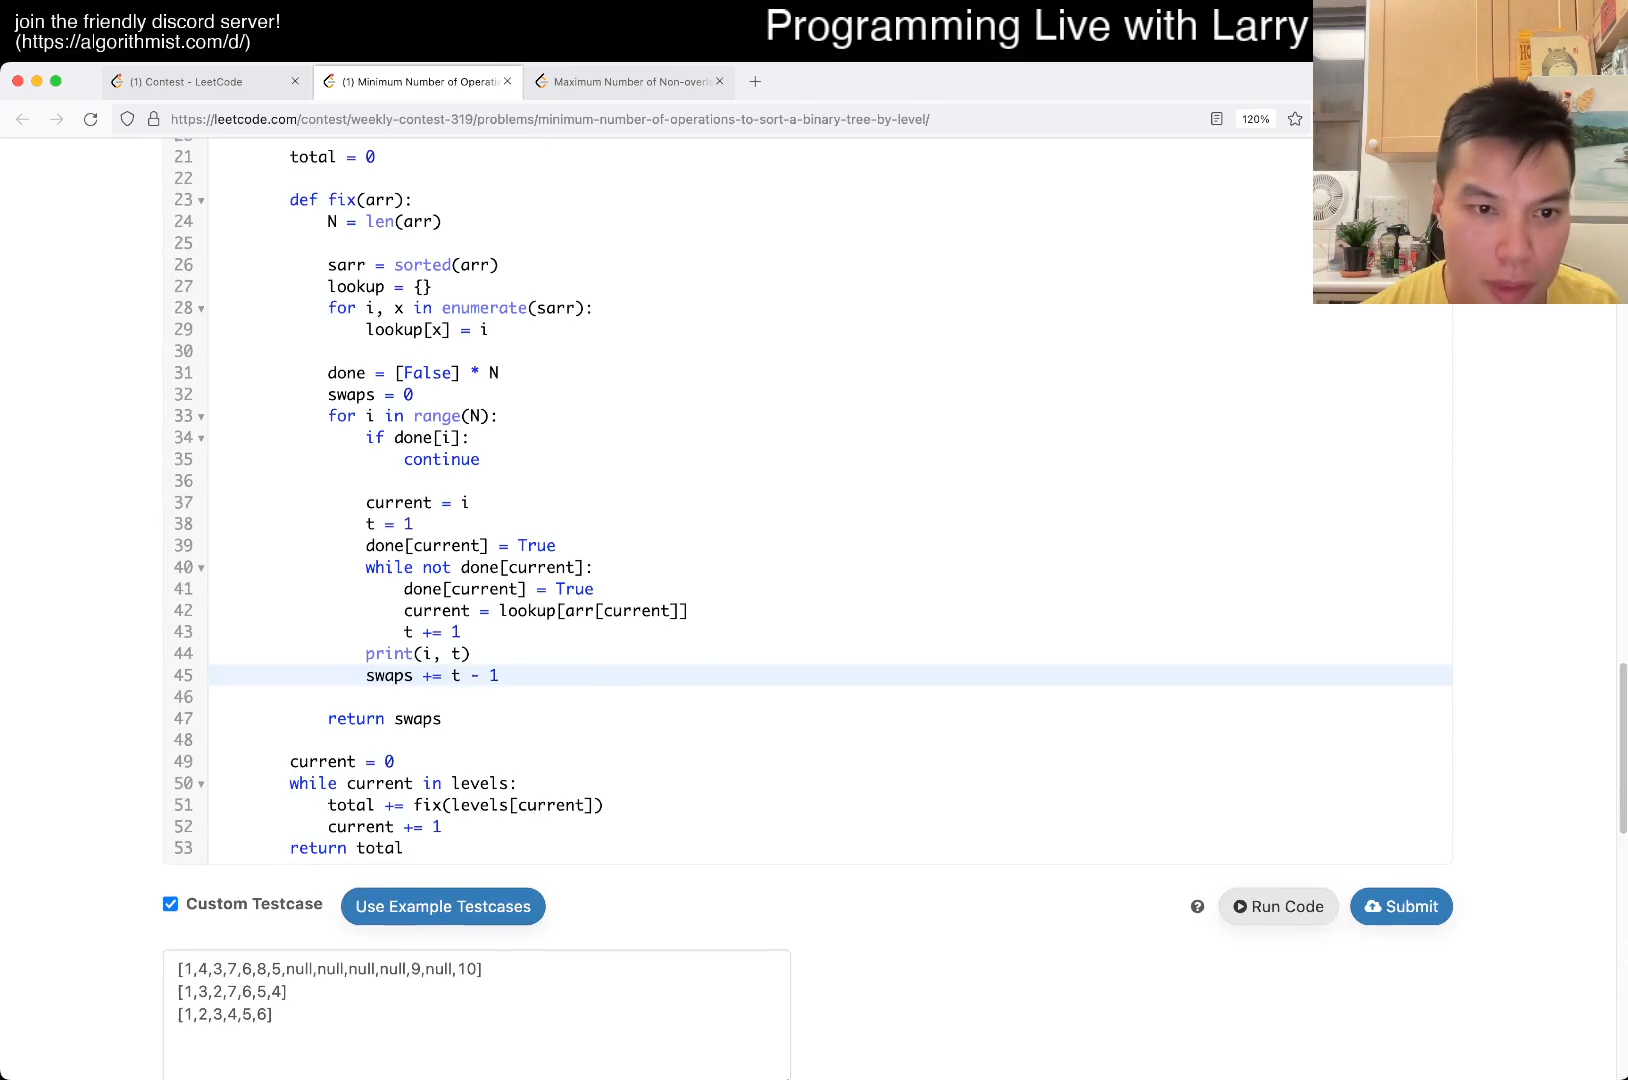 join the friendly discord server!
(https://algorithmist.com/d/)
Programming Live with Larry
(1) Contest - LeetCode
(1) Minimum Number of Operati
Maximum Number of Non-overla
https://leetcode.com/contest/weekly-contest-319/problems/minimum-number-of-operations-to-sort-a-binary-tree-by-level/
120%
21 total = 0
22
23 def fix(arr):
24 N = len(arr)
25
26 sarr = sorted(arr)
27 lookup = {}
28 for i, x in enumerate(sarr):
29 lookup[x] = i
30
31 done = [False] * N
32 swaps = 0
33 for i in range(N):
34 if done[i]:
35 continue
36
37 current = i
38 t = 1
39 done[current] = True
40 while not done[current]:
41 done[current] = True
42 current = lookup[arr[current]]
43 t += 1
44 print(i, t)
45 swaps += t - 1
46
47 return swaps
48
49 current = 0
50 while current in levels:
51 total += fix(levels[current])
52 current += 1
53 return total
Custom Testcase
Use Example Testcases
Run Code
Submit
[1,4,3,7,6,8,5,null,null,null,null,9,null,10]
[1,3,2,7,6,5,4]
[1,2,3,4,5,6]